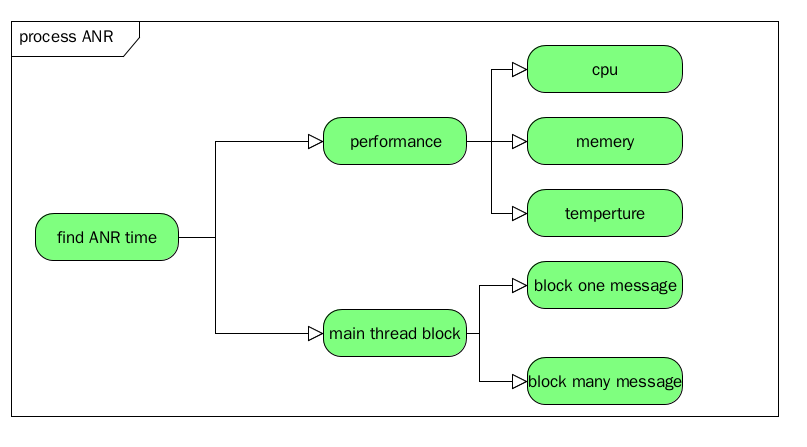 process ANR
cpu
performance
memery
temperture
find ANR time
block one message
main thread block
block many message